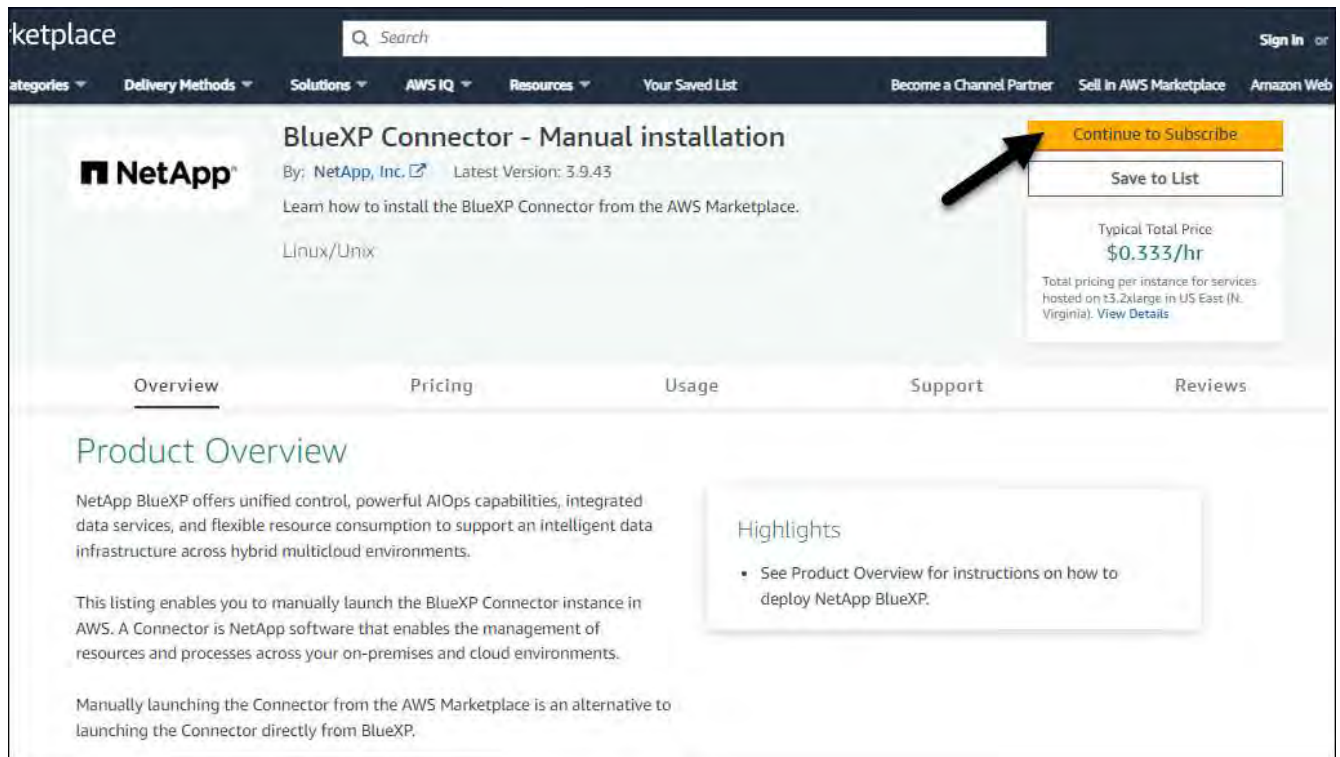 ketplace
Search
Sign in or
ategories
Delivery Methods
Solutions
AWS IQ
Resources
Your Saved List
Become a Channel Partner
Sell in AWS Marketplace
Amazon Web
NetApp
BlueXP Connector - Manual installation
By: NetApp, Inc. Latest Version: 3.9.43
Learn how to install the BlueXP Connector from the AWS Marketplace.
Linux/Unix
Continue to Subscribe
Save to List
Typical Total Price
$0.333/hr
Total pricing per instance for services
hosted on t3.2xlarge in US East (N.
Virginia). View Details
Overview
Pricing
Usage
Support
Reviews
Product Overview
NetApp BlueXP offers unified control, powerful AIOps capabilities, integrated
data services, and flexible resource consumption to support an intelligent data
infrastructure across hybrid multicloud environments.
This listing enables you to manually launch the BlueXP Connector instance in
AWS. A Connector is NetApp software that enables the management of
resources and processes across your on-premises and cloud environments.
Manually launching the Connector from the AWS Marketplace is an alternative to
launching the Connector directly from BlueXP.
Highlights
• See Product Overview for instructions on how to
deploy NetApp BlueXP.